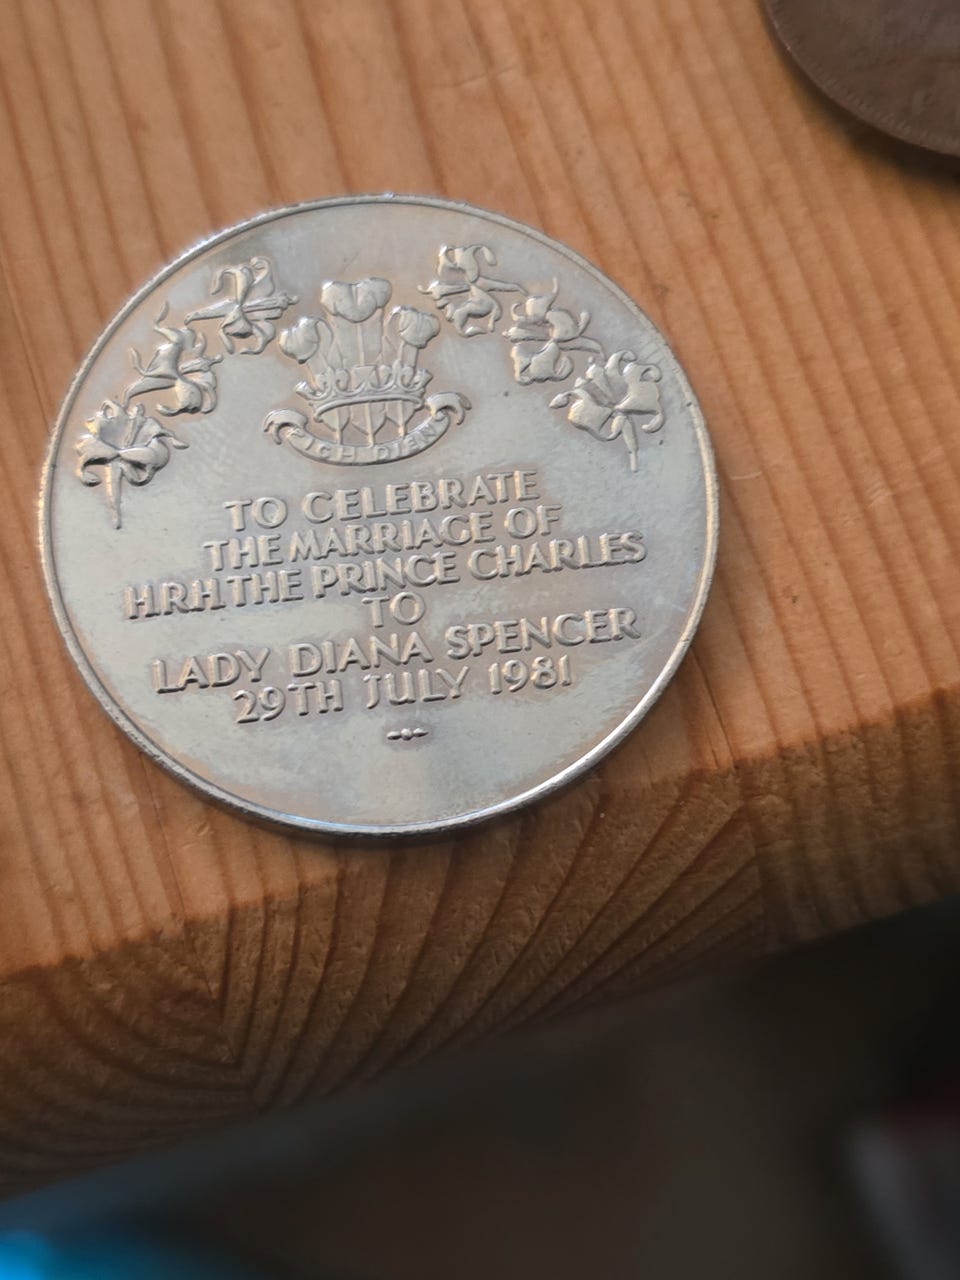 ICH DIEN
TO CELEBRATE
THE MARRIAGE OF
H.R.H. THE PRINCE CHARLES
TO
LADY DIANA SPENCER
29TH JULY 1981